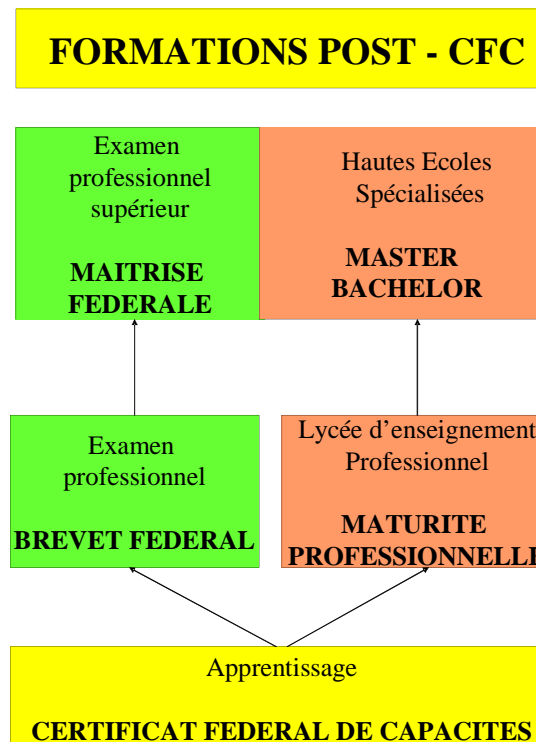 FORMATIONS POST - CFC
Examen
professionnel
supérieur
MAITRISE
FEDERALE
Hautes Ecoles
Spécialisées
MASTER
BACHELOR
Examen
professionnel
BREVET FEDERAL
Lycée d’enseignement
Professionnel
MATURITE
PROFESSIONNELLE
Apprentissage
CERTIFICAT FEDERAL DE CAPACITES